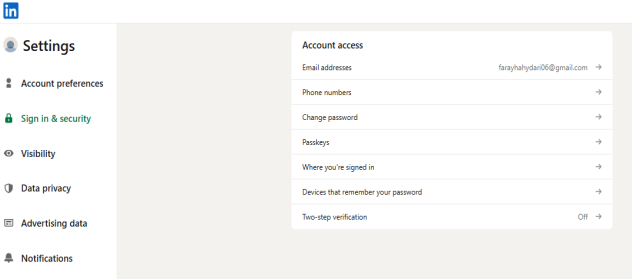 in
Settings
Account preferences
Sign in & security
Visibility
Data privacy
Advertising data
Notifications
Account access
Email addresses farayhahydari06@gmail.com
Phone numbers
Change password
Passkeys
Where you're signed in
Devices that remember your password
Two-step verification Off